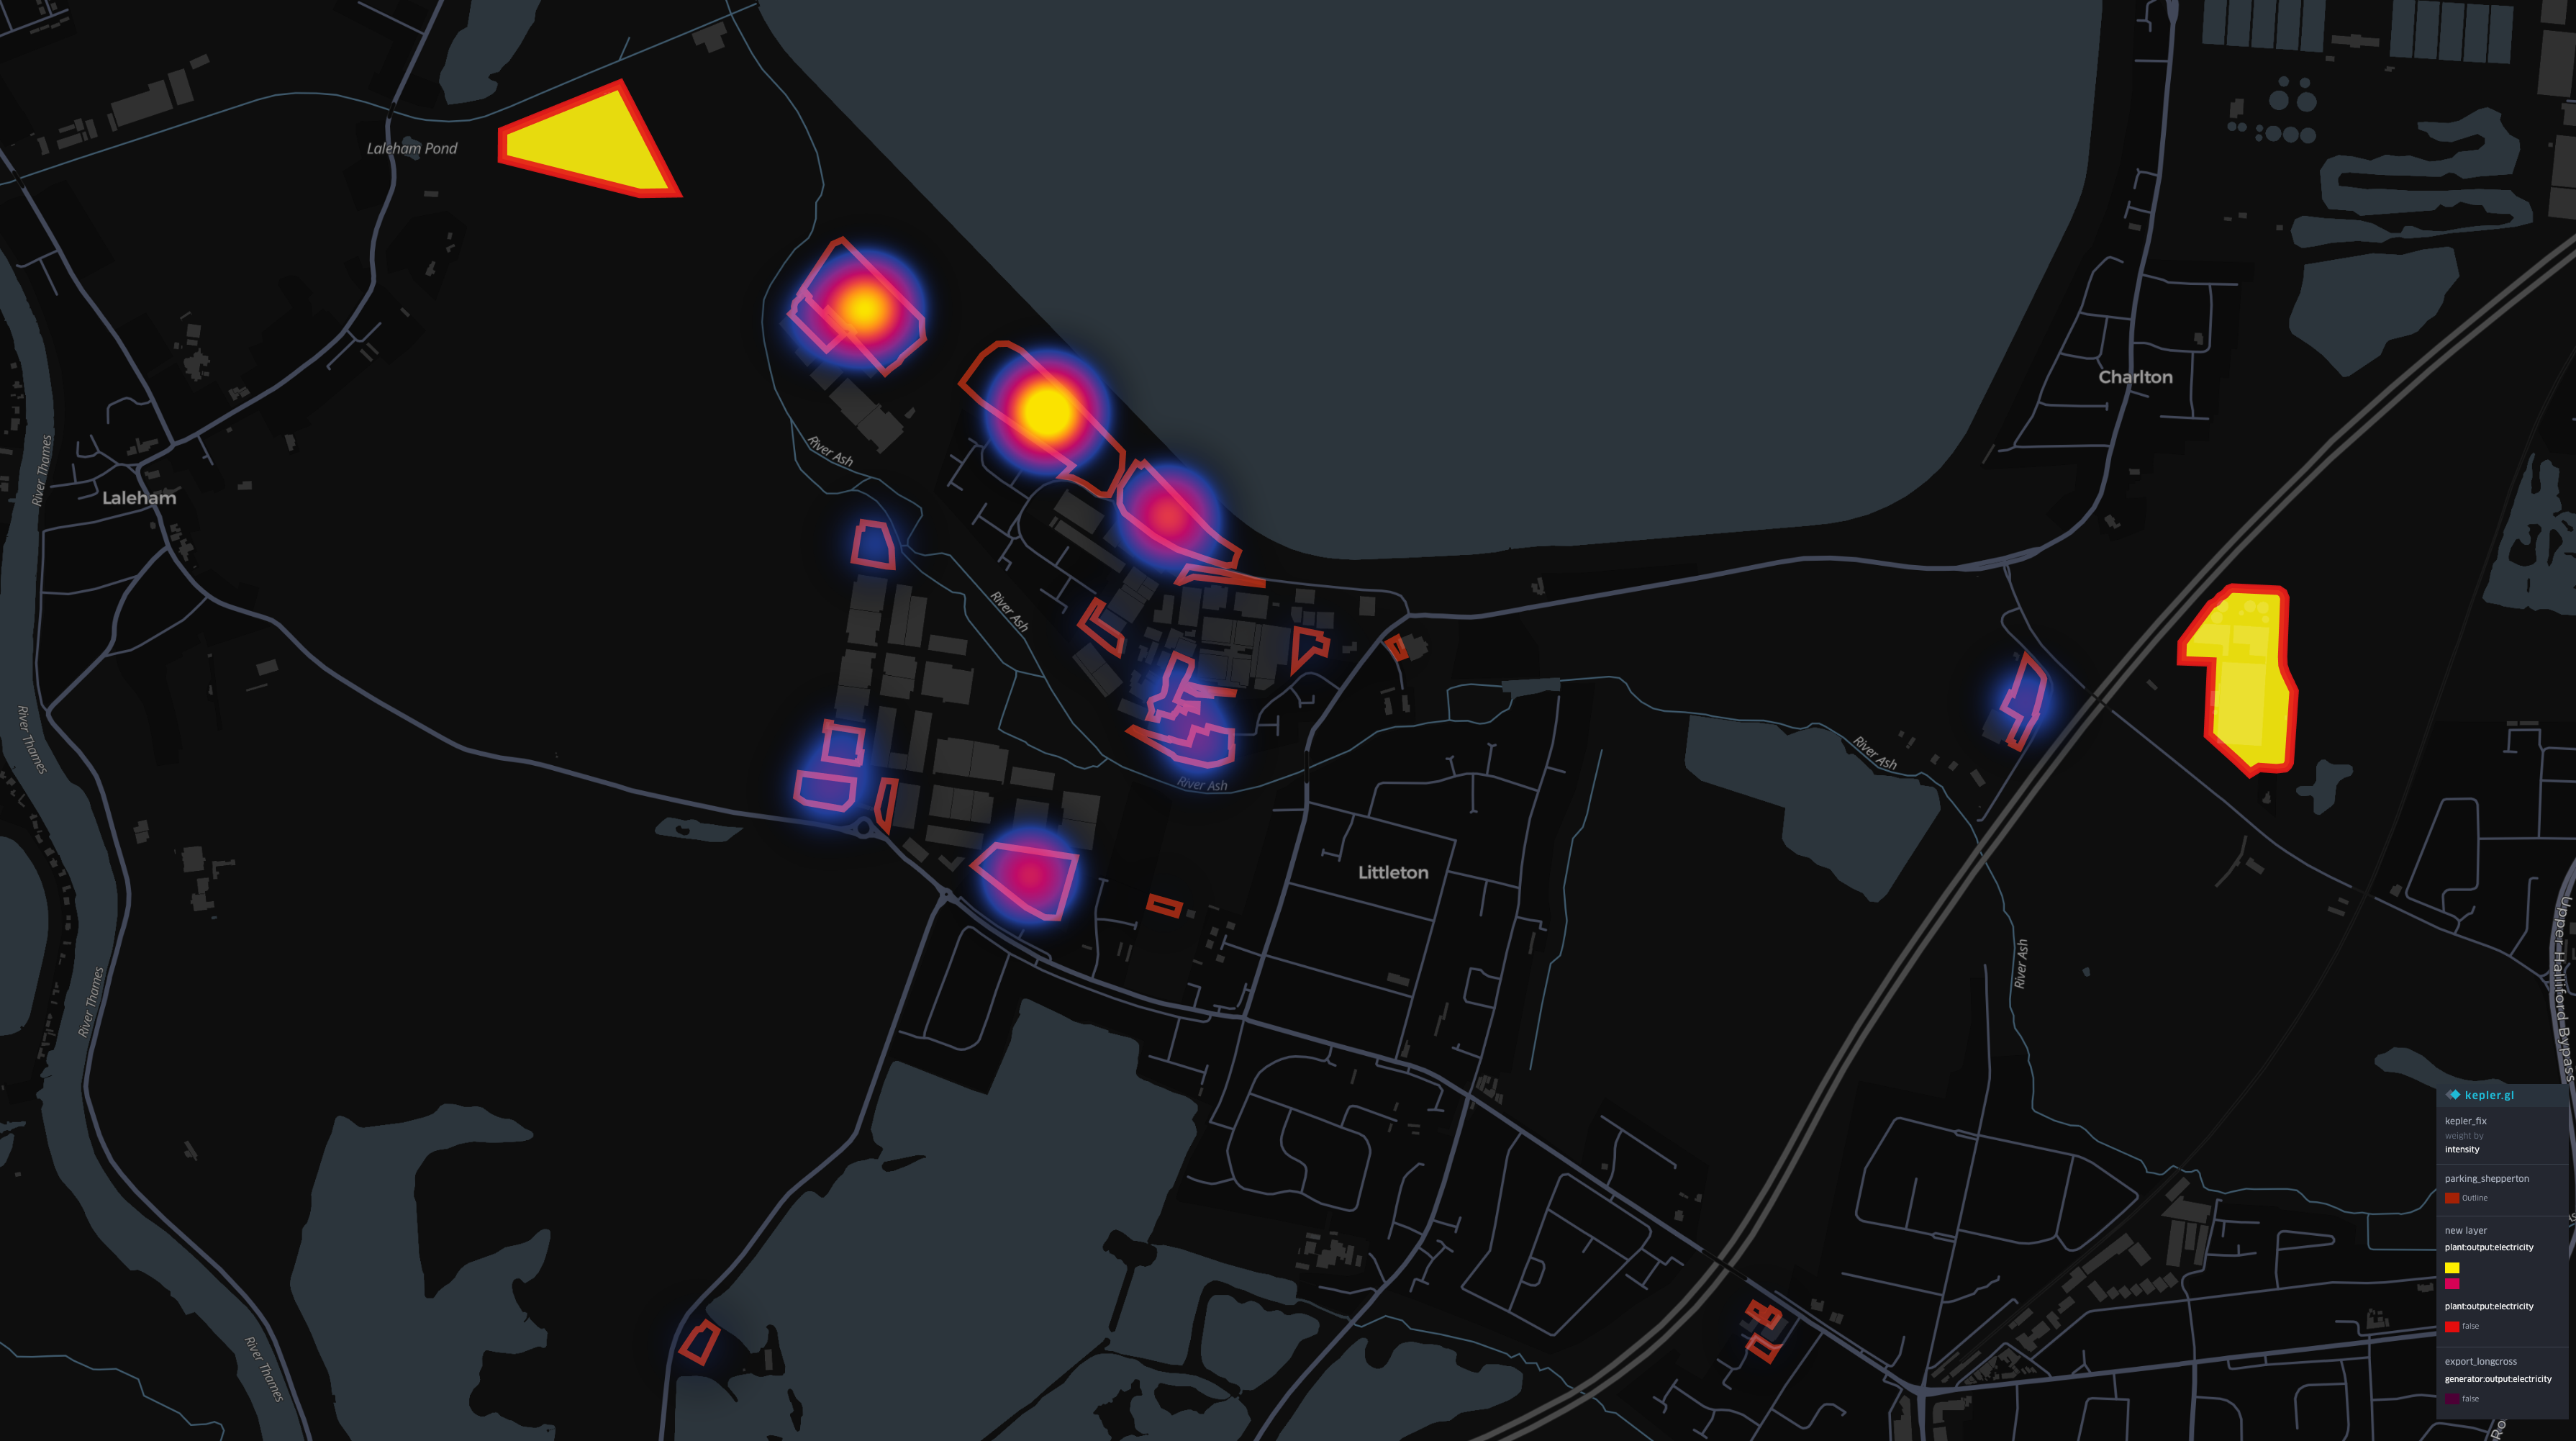 Laleham Pond
Charlton
River Thames
River Ash
Laleham
River Ash
River Thames
River Ash
River Ash
Littleton
Upper Halliford Bypass
River Ash
River Thames
kepler.gl
kepler_fix
weight by
intensity
parking_shepperton
Outline
new layer
plant:output:electricity
plant:output:electricity
false
River Thames
export_longcross
generator:output:electricity
false